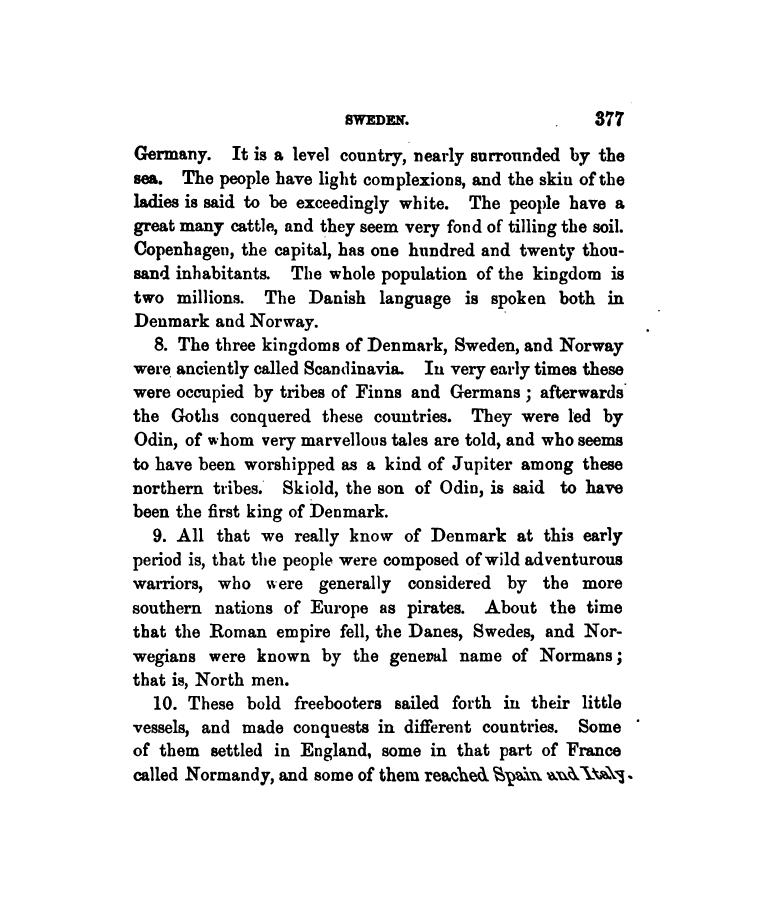 SWEDEN. 377
Germany. It is a level country, nearly surrounded by the
sea. The people have light complexions, and the skin of the
ladies is said to be exceedingly white. The people have a
great many cattle, and they seem very fond of tilling the soil.
Copenhagen, the capital, has one hundred and twenty thou-
sand inhabitants. The whole population of the kingdom is
two millions. The Danish language is spoken both in
Denmark and Norway.
8. The three kingdoms of Denmark, Sweden, and Norway
were anciently called Scandinavia. In very early times these
were occupied by tribes of Finns and Germans; afterwards
the Goths conquered these countries. They were led by
Odin, of whom very marvellous tales are told, and who seems
to have been worshipped as a kind of Jupiter among these
northern tribes. Skiold, the son of Odin, is said to have
been the first king of Denmark.
9. All that we really know of Denmark at this early
period is, that the people were composed of wild adventurous
warriors, who were generally considered by the more
southern nations of Europe as pirates. About the time
that the Roman empire fell, the Danes, Swedes, and Nor-
wegians were known by the general name of Normans;
that is, North men.
10. These bold freebooters sailed forth in their little
vessels, and made conquests in different countries. Some
of them settled in England, some in that part of France
called Normandy, and some of them reached Spain and Italy.